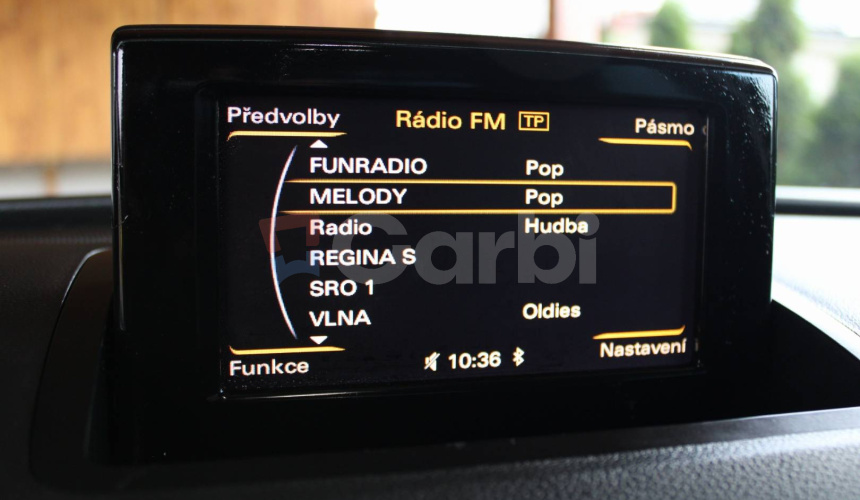 Předvolby Rádio FM TP Pásmo
FUNRADIO Pop
MELODY Pop
Radio Hudba
REGINA S
SRO 1
VLNA Oldies
Funkce 10:36 Nastavení
Garbi